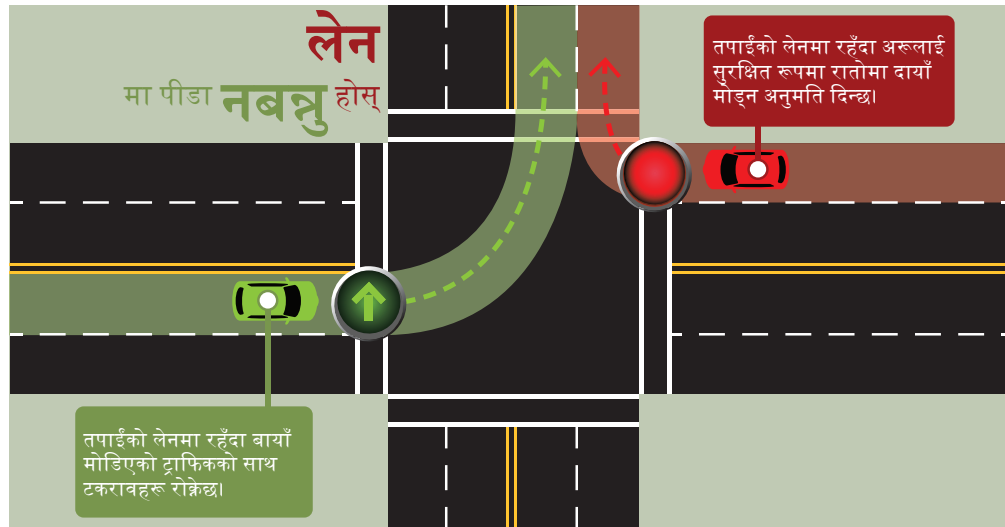 लेन
मा पीडा नबन्नु होस्
तपाईंको लेनमा रहँदा अरूलाई
सुरक्षित रूपमा रातोमा दायाँ
मोड्न अनुमति दिन्छ।
तपाईंको लेनमा रहँदा बायाँ
मोडिएको ट्राफिकको साथ
टकरावहरू रोक्नेछ।